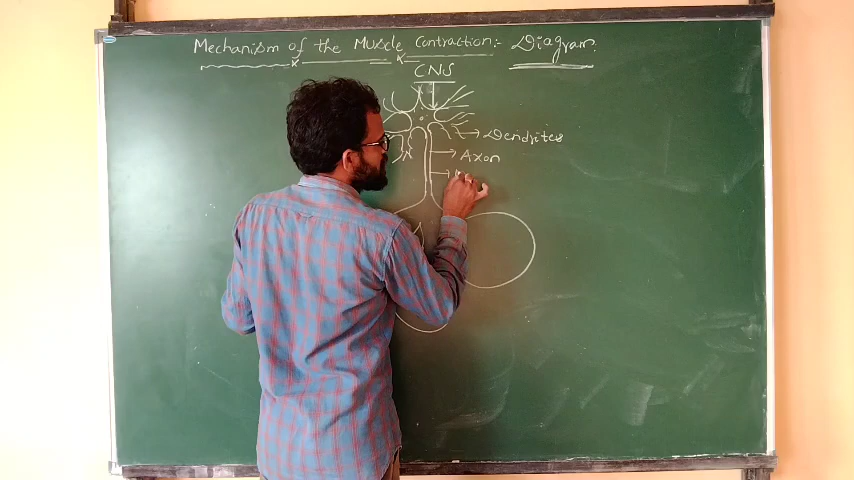 Mechanism of the Muscle Contraction:- Diagram.
CNS
Dendrites
Axon